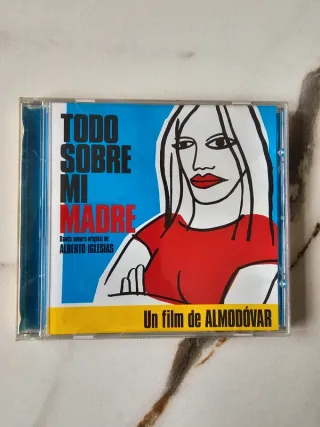 TODO
SOBRE
MI
MADRE
Banda sonora original de
ALBERTO IGLESIAS
Un film de ALMODÓVAR